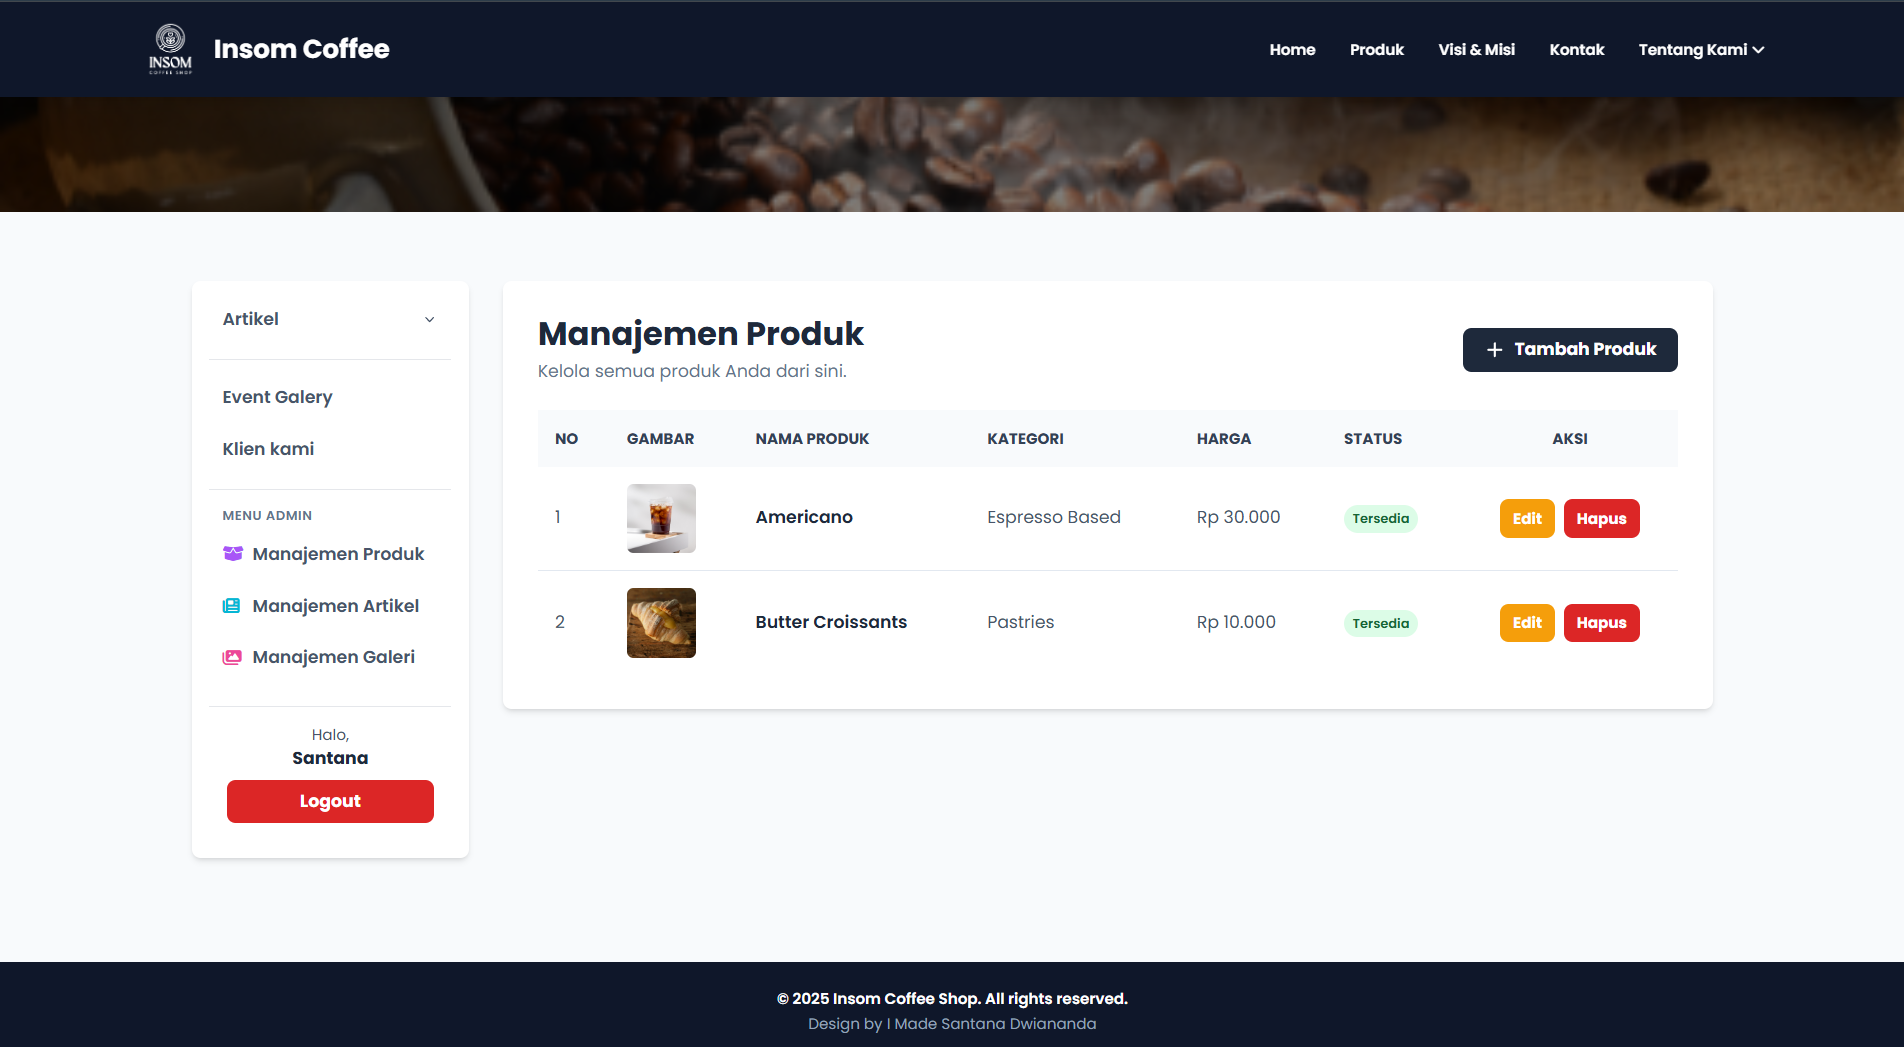 INSOM
COFFEE SHOP
Insom Coffee
Home
Produk
Visi & Misi
Kontak
Tentang Kami
Artikel
Event Galery
Klien kami
MENU ADMIN
Manajemen Produk
Manajemen Artikel
Manajemen Galeri
Halo,
Santana
Logout
Manajemen Produk
Kelola semua produk Anda dari sini.
+ Tambah Produk
NO GAMBAR NAMA PRODUK KATEGORI HARGA STATUS AKSI
1 Americano Espresso Based Rp 30.000 Tersedia Edit Hapus
2 Butter Croissants Pastries Rp 10.000 Tersedia Edit Hapus
© 2025 Insom Coffee Shop. All rights reserved.
Design by I Made Santana Dwiananda